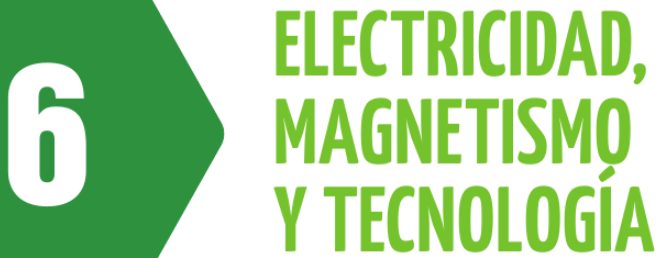 6
ELECTRICIDAD,
MAGNETISMO
Y TECNOLOGÍA